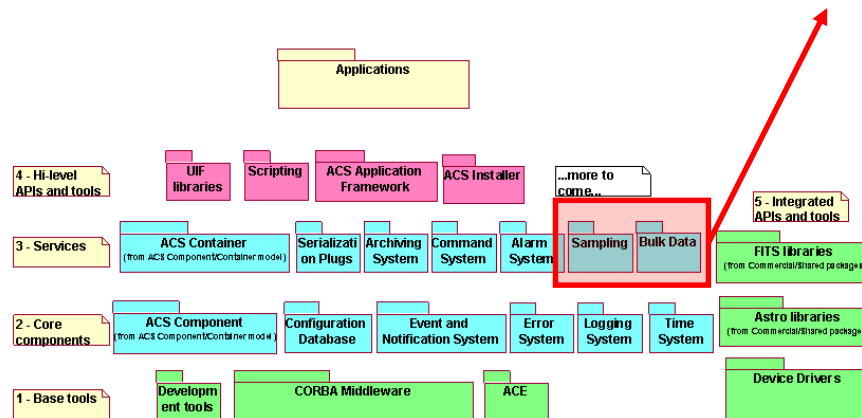 Applications
4 - Hi-level
APIs and tools
UIF
libraries
Scripting
ACS Application
Framework
ACS Installer
...more to
come...
5 - Integrated
APIs and tools
3 - Services
ACS Container
(from ACS Component/Container model)
Serializati
on Plugs
Archiving
System
Command
System
Alarm
System
Sampling
Bulk Data
FITS libraries
(from Commercial/Shared package
2 - Core
components
ACS Component
(from ACS Component/Container model)
Configuration
Database
Event and
Notification System
Error
System
Logging
System
Time
System
Astro libraries
(from Commercial/Shared package
1 - Base tools
Developm
ent tools
CORBA Middleware
ACE
Device Drivers